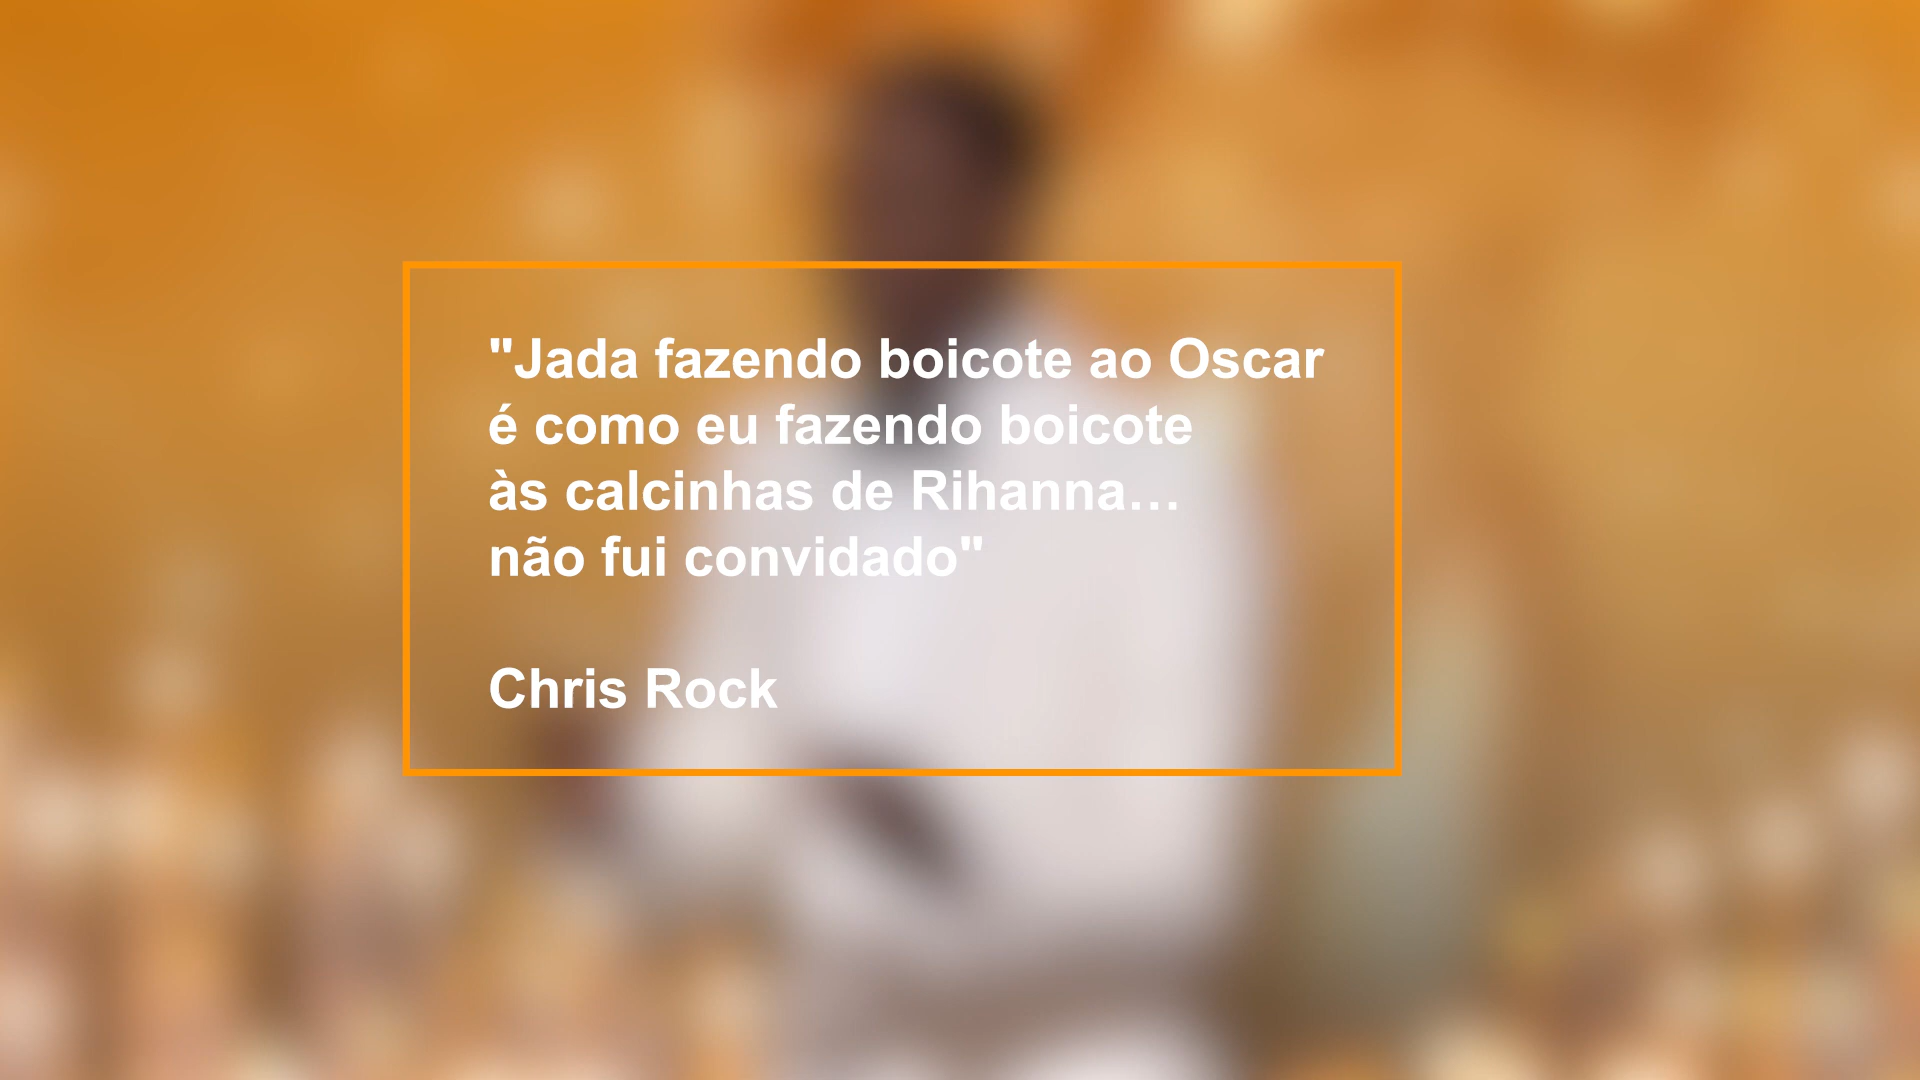 "Jada fazendo boicote ao Oscar
é como eu fazendo boicote
às calcinhas de Rihanna…
não fui convidado"
Chris Rock